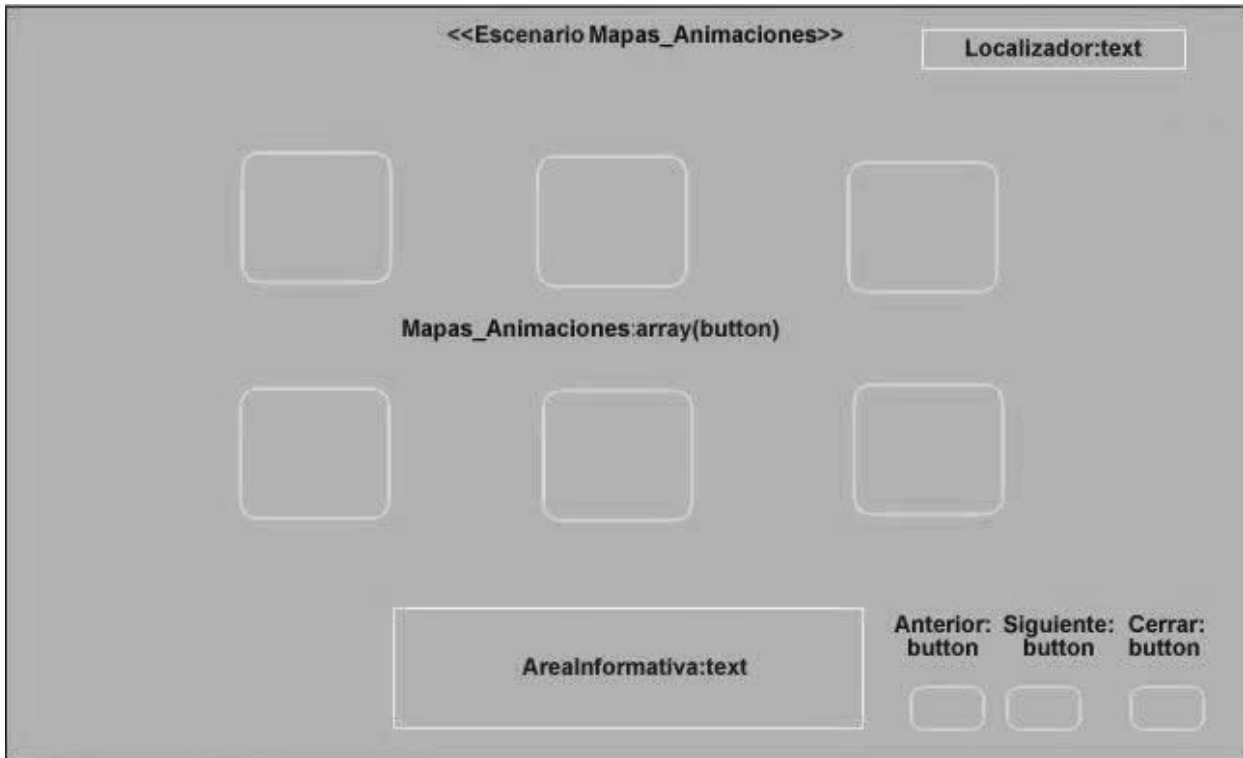 <<Escenario Mapas_Animaciones>>
Localizador:text
Mapas_Animaciones:array(button)
AreaInformativa:text
Anterior:
button
Siguiente:
button
Cerrar:
button